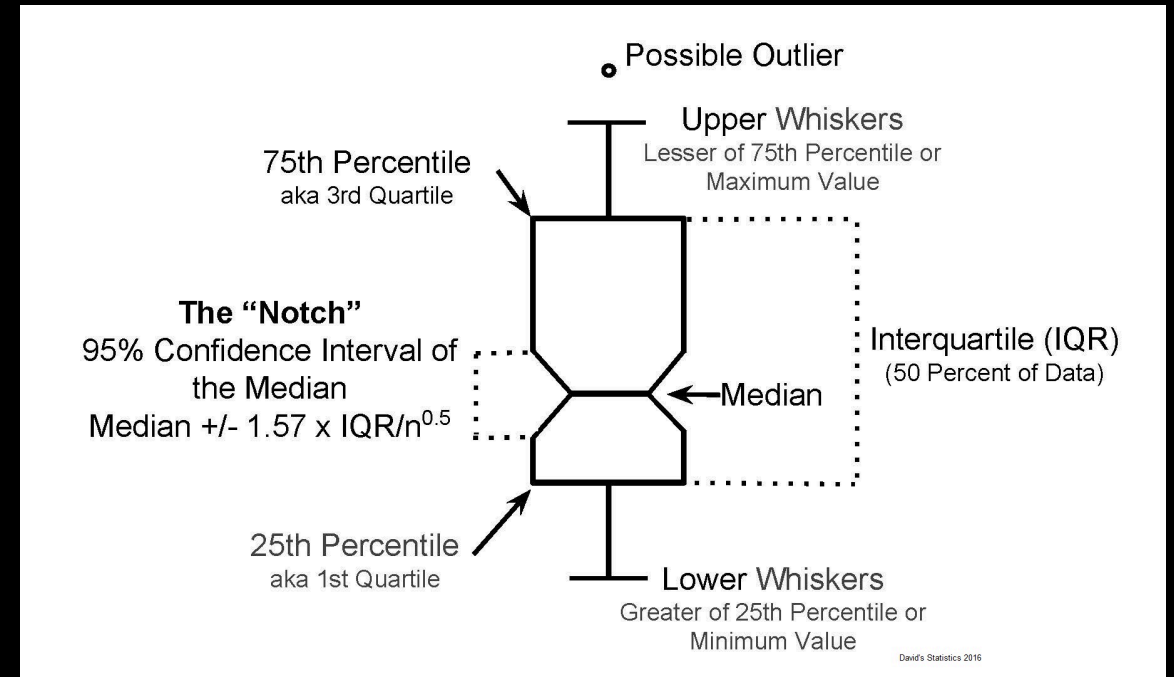 Possible Outlier
Upper Whiskers
Lesser of 75th Percentile or
Maximum Value
75th Percentile
aka 3rd Quartile
The “Notch”
95% Confidence Interval of
the Median
Median +/- 1.57 x IQR/n^0.5
Interquartile (IQR)
(50 Percent of Data)
Median
25th Percentile
aka 1st Quartile
Lower Whiskers
Greater of 25th Percentile or
Minimum Value
David's Statistics 2016